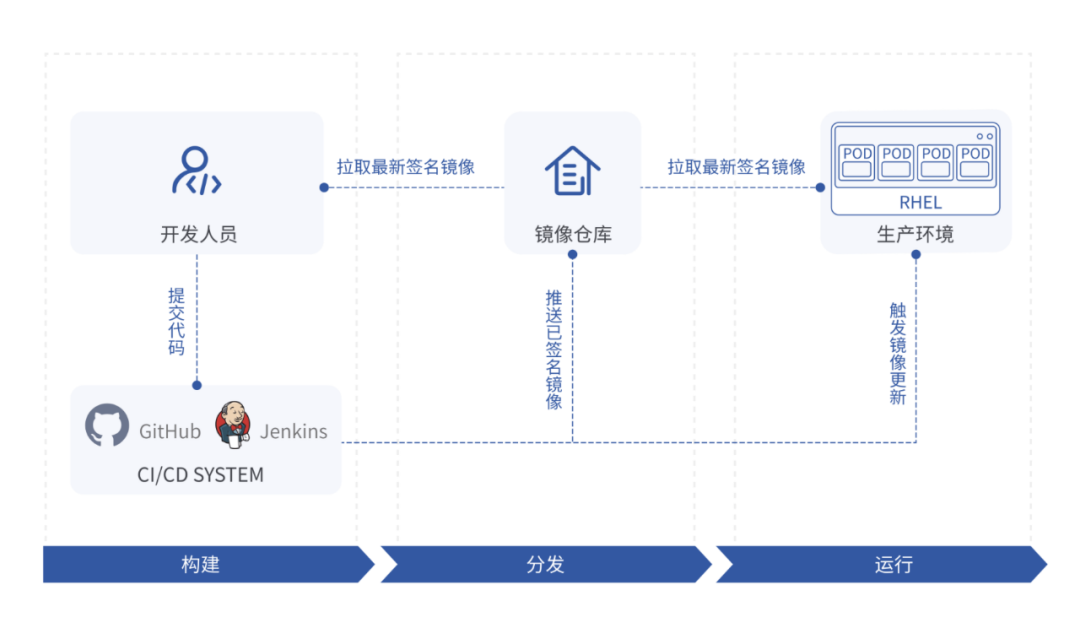 拉取最新签名镜像
拉取最新签名镜像
POD POD POD POD
RHEL
开发人员
镜像仓库
生产环境
提交代码
推送已签名镜像
触发镜像更新
GitHub Jenkins
CI/CD SYSTEM
构建
分发
运行